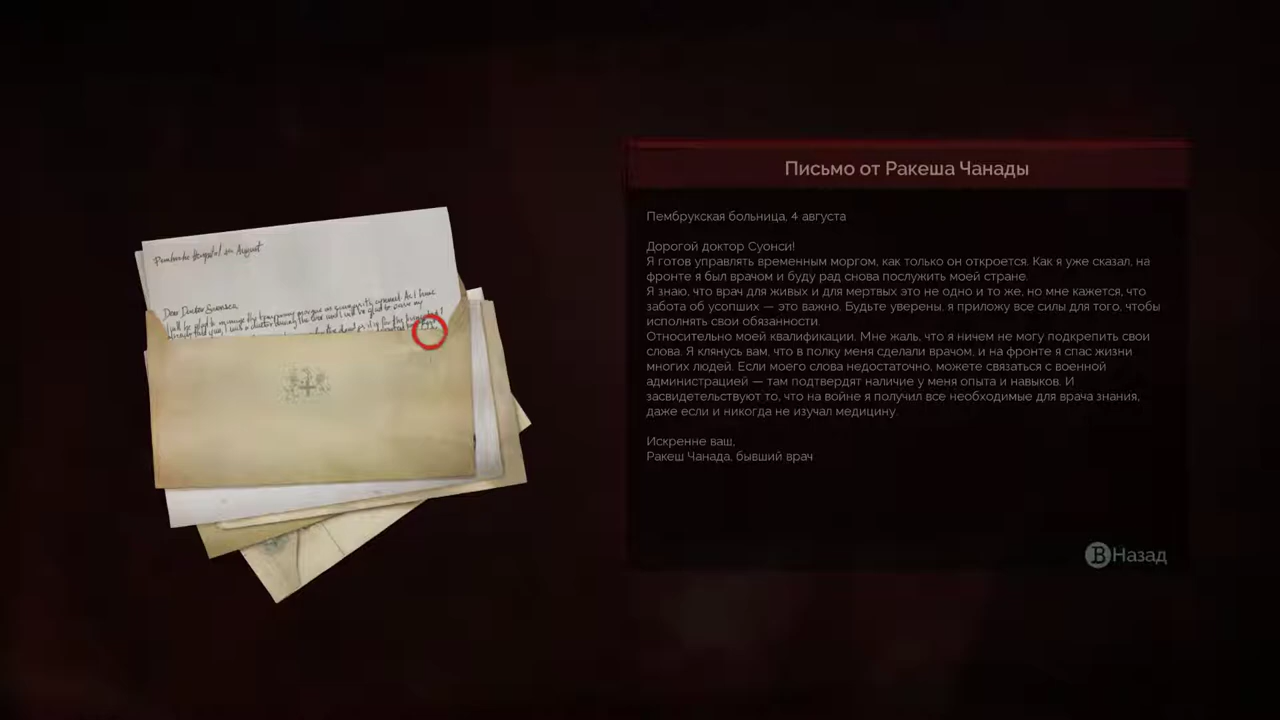 Pembroke Hospital
August
Dear Doctor Swansea,
Письмо от Ракеша Чанады
Пембрукская больница, 4 августа
Дорогой доктор Суонси!
Я готов управлять временным моргом, как только он откроется. Как я уже сказал, на
фронте я был врачом и буду рад снова послужить моей стране.
Я знаю, что врач для живых и для мертвых это не одно и то же, но мне кажется, что
забота об усопших — это важно. Будьте уверены, я приложу все силы для того, чтобы
исполнять свои обязанности.
Относительно моей квалификации. Мне жаль, что я ничем не могу подкрепить свои
слова. Я клянусь вам, что в полку меня сделали врачом, и на фронте я спас жизни
многих людей. Если моего слова недостаточно, можете связаться с военной
администрацией — там подтвердят наличие у меня опыта и навыков. И
засвидетельствуют то, что на войне я получил все необходимые для врача знания,
даже если и никогда не изучал медицину.
Искренне ваш,
Ракеш Чанада, бывший врач
B Назад